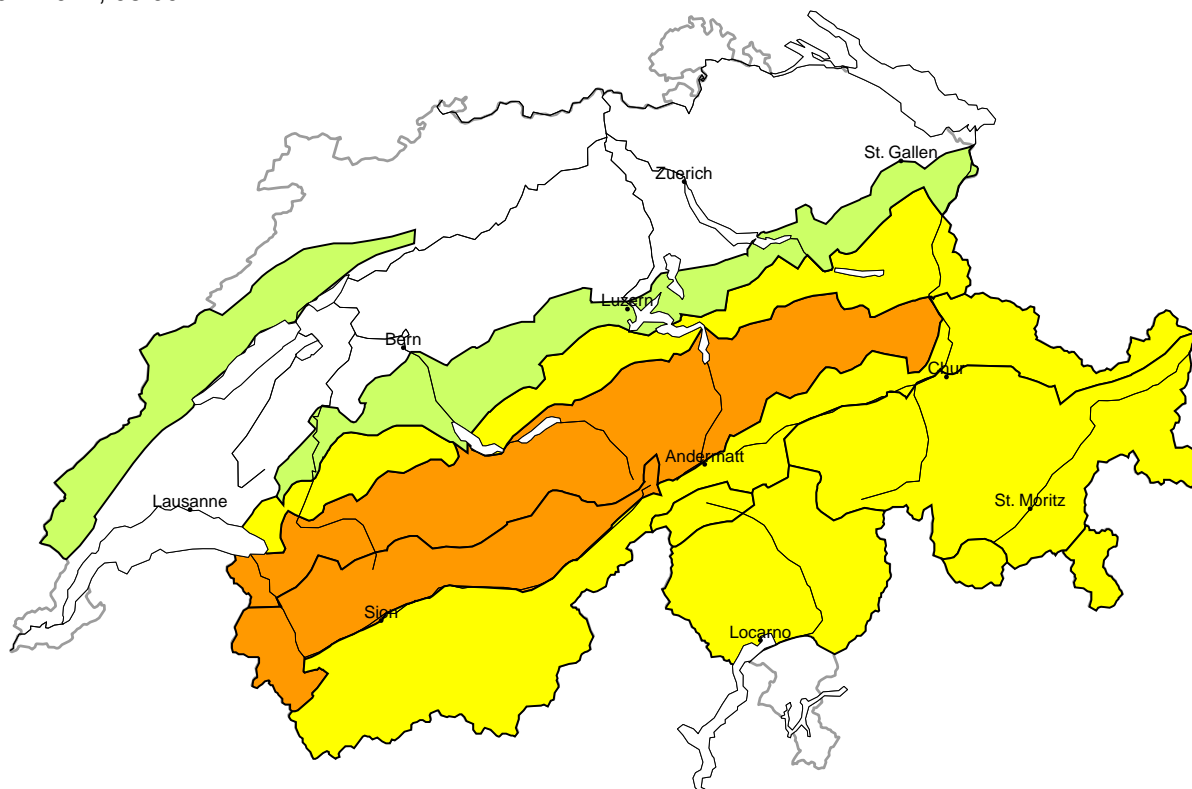 St. Gallen
Zuerich
Luzern
Bern
Chur
Andermatt
St. Moritz
Lausanne
Sion
Locarno